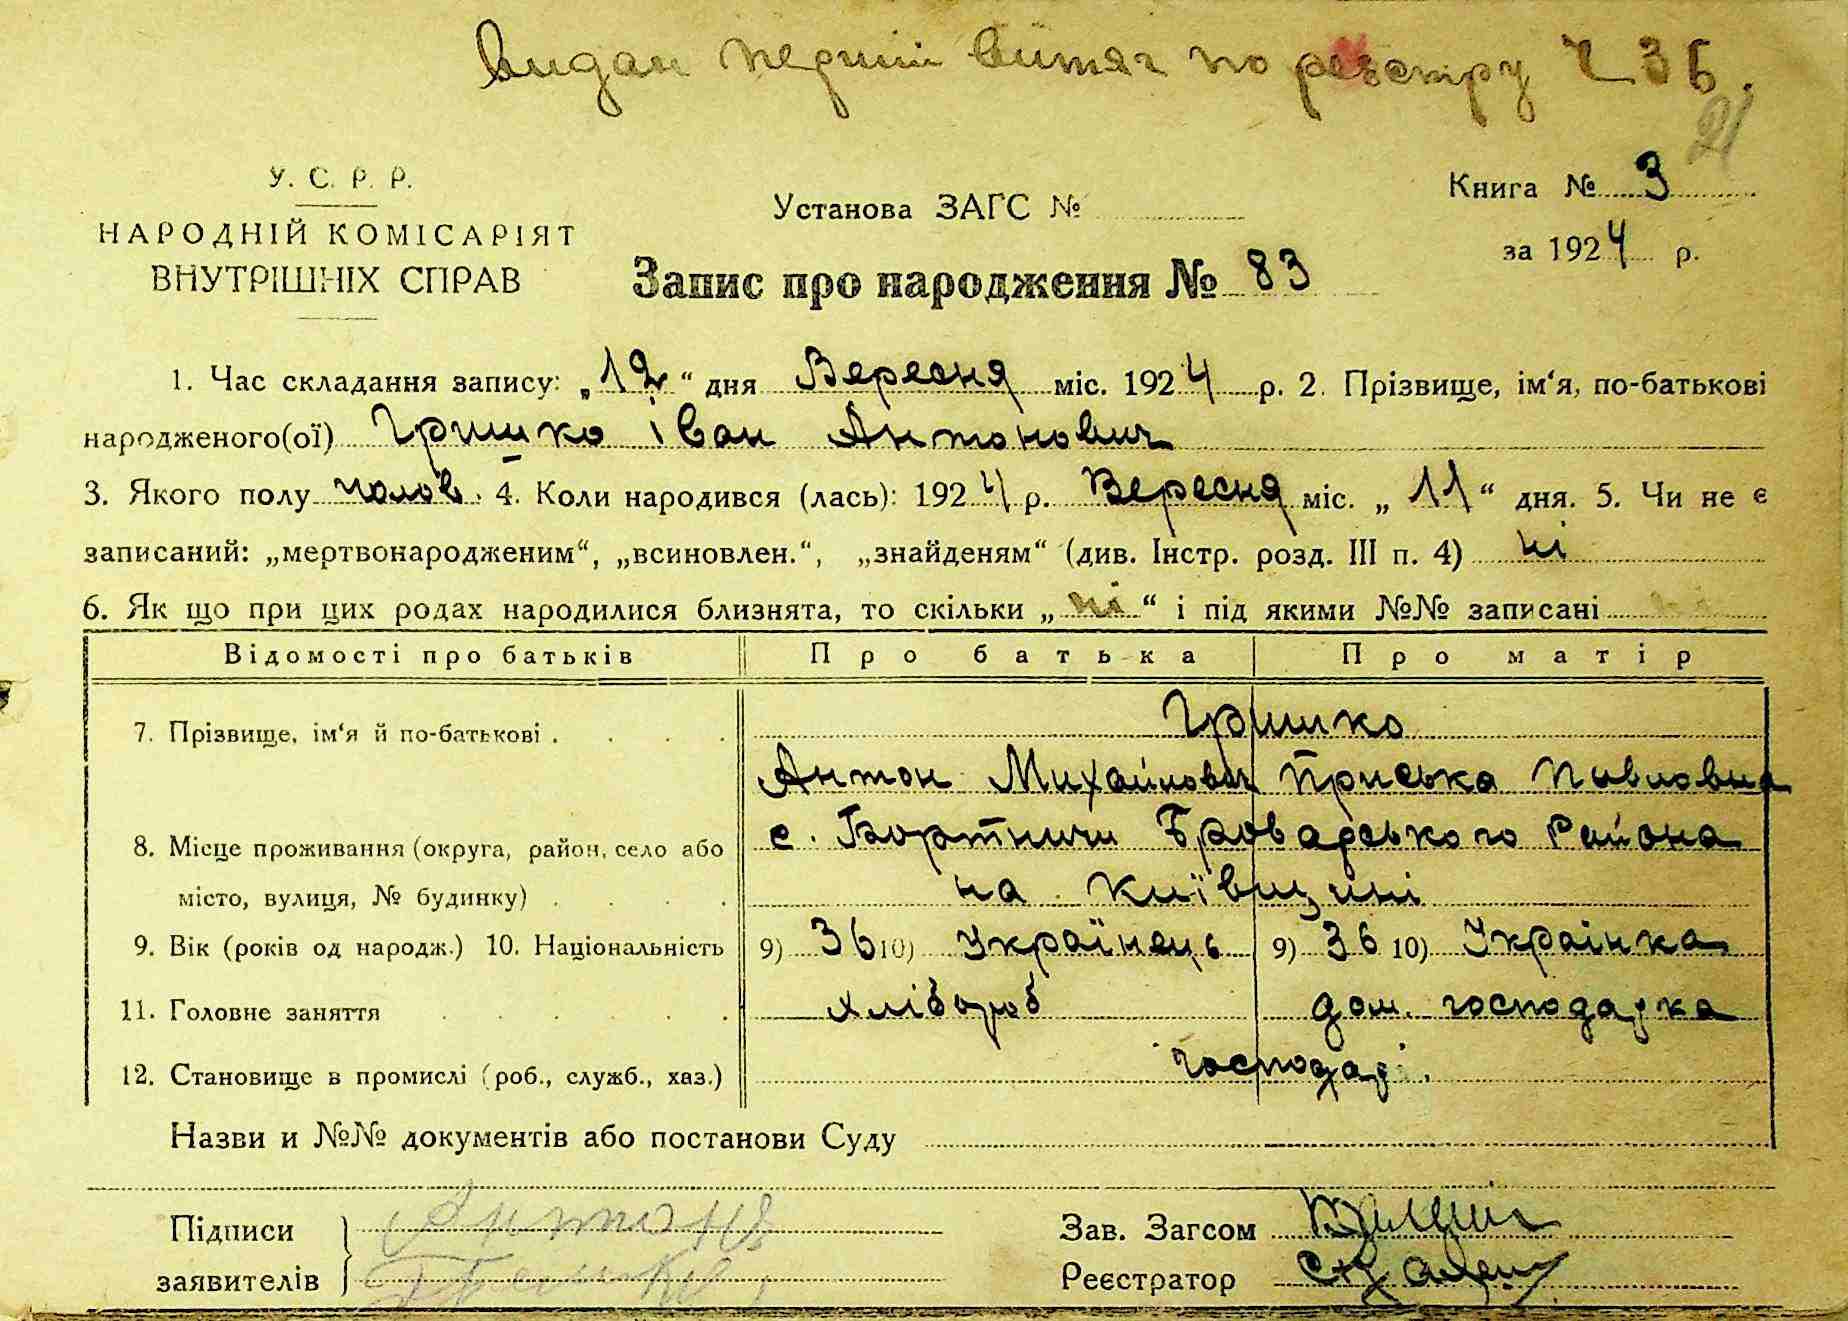 Видан перший витяг по реєстру Ч 36.
21
У. С. Р. Р.
НАРОДНІЙ КОМІСАРІЯТ
ВНУТРІШНІХ СПРАВ
Установа ЗАГС №
Книга № 3
за 1924 р.
Запис про народження № 83
1. Час складання запису: „12“ дня Вересня міс. 1924 р. 2. Прізвище, ім‘я, по-батькові
народженого(ої) Гришко Іван Антонович
3. Якого полу чолов. 4. Коли народився (лась): 1924 р. Вересня міс. „11“ дня. 5. Чи не є
записаний: „мертвонародженим“, „всиновлен.“, „знайденям“ (див. Інстр. розд. III п. 4) ні
6. Як що при цих родах народилися близнята, то скільки „ні“ і під якими №№ записані ні
Відомості про батьків Про батька Про матір
Гришко
7. Прізвище, ім‘я й по-батькові . . . .
Антон Михайлович Приська Павловна
8. Місце проживання (округа, район, село або с. Бортничи Броварського Района
місто, вулиця, № будинку) . . . . на Київщині
9. Вік (років од народж.) 10. Національність 9) 36 10) Українець 9) 36 10) Українка
11. Головне заняття . . . . . . хлібороб дом. господарка
12. Становище в промислі (роб., служб., хаз.) господарі.
Назви и №№ документів або постанови Суду
Підписи
заявителів
Антон
Зав. Загсом
Реєстратор